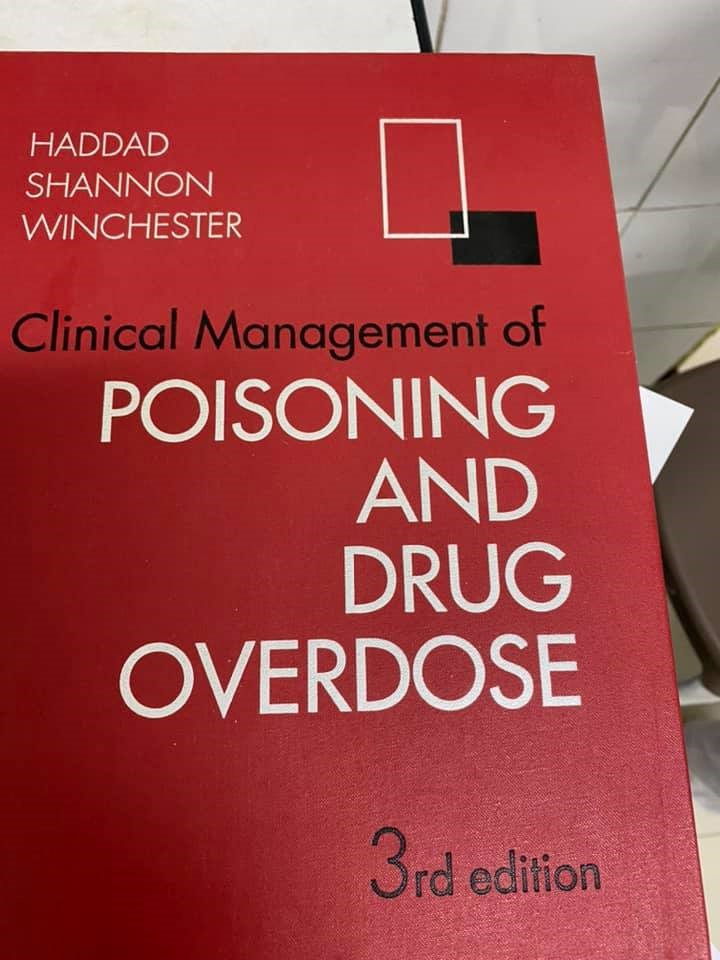 HADDAD
SHANNON
WINCHESTER
Clinical Management of
POISONING
AND
DRUG
OVERDOSE
3rd edition